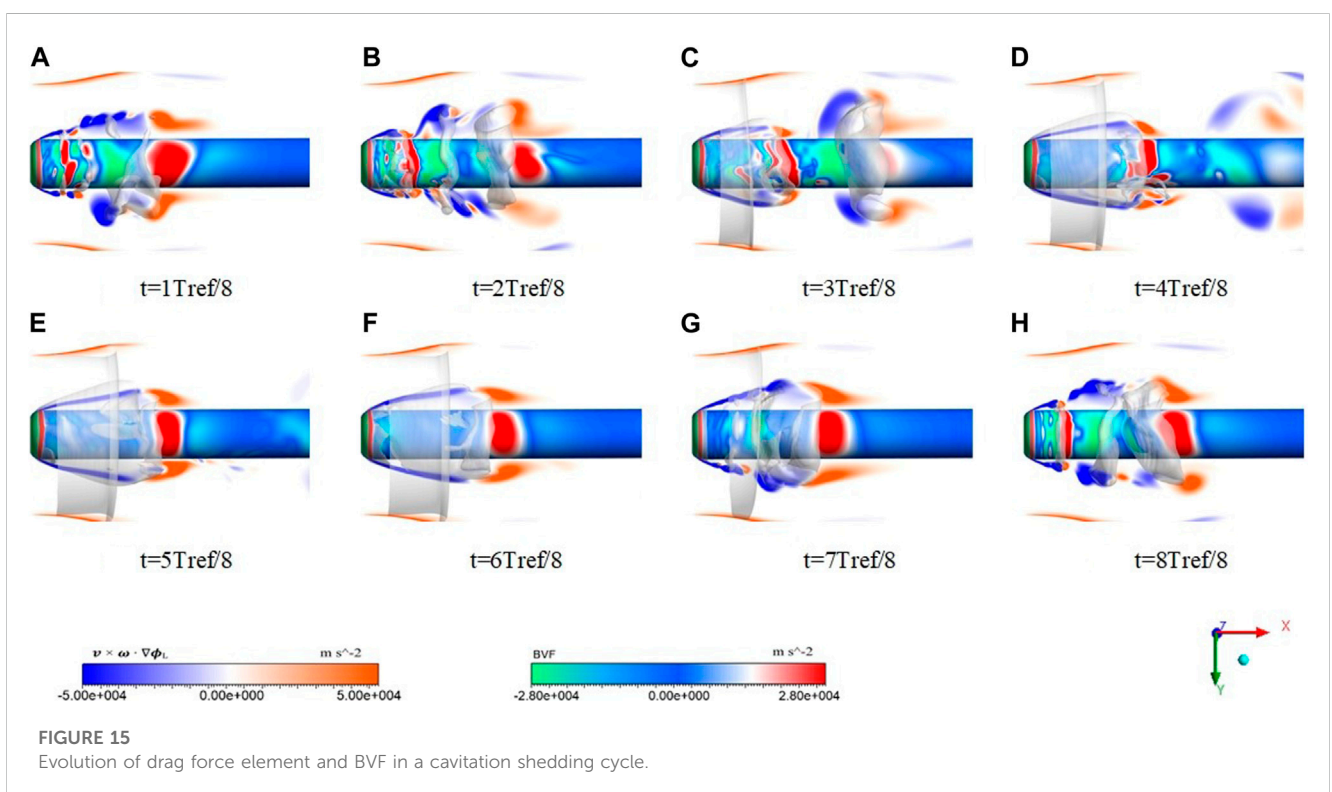 A
B
C
D
t=1Tref/8
t=2Tref/8
t=3Tref/8
t=4Tref/8
E
F
G
H
t=5Tref/8
t=6Tref/8
t=7Tref/8
t=8Tref/8
𝒗 × 𝝎 · ∇𝝓L m s^-2
-5.00e+004 0.00e+000 5.00e+004
BVF m s^-2
-2.80e+004 0.00e+000 2.80e+004
Z
X
Y
FIGURE 15
Evolution of drag force element and BVF in a cavitation shedding cycle.